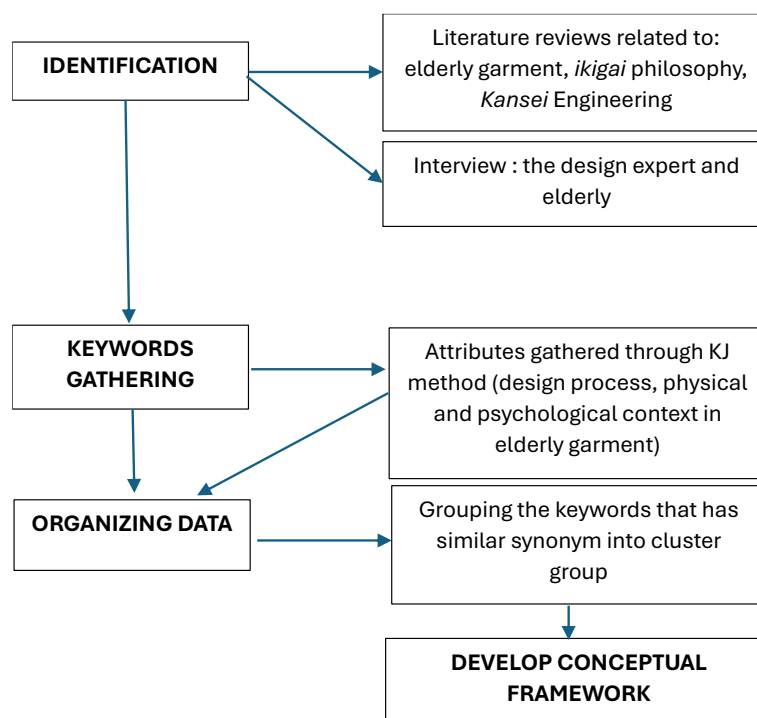 IDENTIFICATION
Literature reviews related to:
elderly garment, ikigai philosophy,
Kansei Engineering
Interview : the design expert and
elderly
KEYWORDS
GATHERING
Attributes gathered through KJ
method (design process, physical
and psychological context in
elderly garment)
ORGANIZING DATA
Grouping the keywords that has
similar synonym into cluster
group
DEVELOP CONCEPTUAL
FRAMEWORK